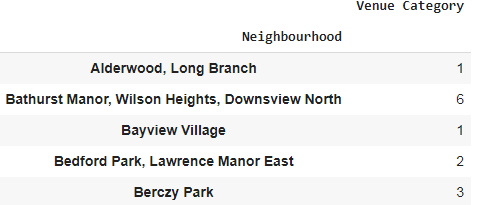 Venue Category
Neighbourhood
Alderwood, Long Branch 1
Bathurst Manor, Wilson Heights, Downsview North 6
Bayview Village 1
Bedford Park, Lawrence Manor East 2
Berczy Park 3